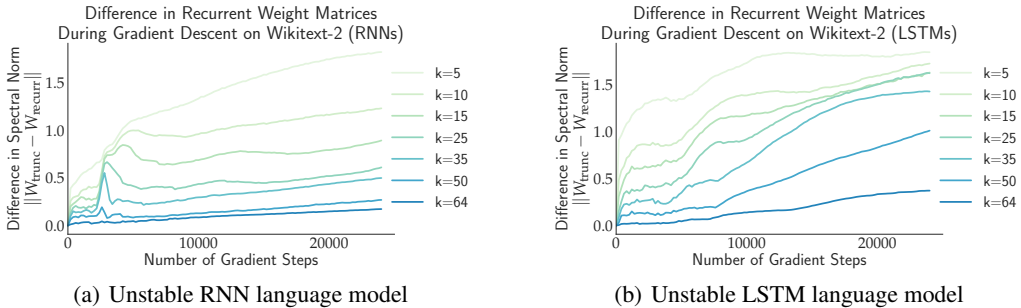 Difference in Recurrent Weight Matrices
During Gradient Descent on Wikitext-2 (RNNs)
Difference in Spectral Norm
||W_trunc − W_recurr||
1.5
1.0
0.5
0.0
0
10000
20000
Number of Gradient Steps
k=5
k=10
k=15
k=25
k=35
k=50
k=64
(a) Unstable RNN language model
Difference in Recurrent Weight Matrices
During Gradient Descent on Wikitext-2 (LSTMs)
Difference in Spectral Norm
||W_trunc − W_recurr||
1.5
1.0
0.5
0.0
0
10000
20000
Number of Gradient Steps
k=5
k=10
k=15
k=25
k=35
k=50
k=64
(b) Unstable LSTM language model